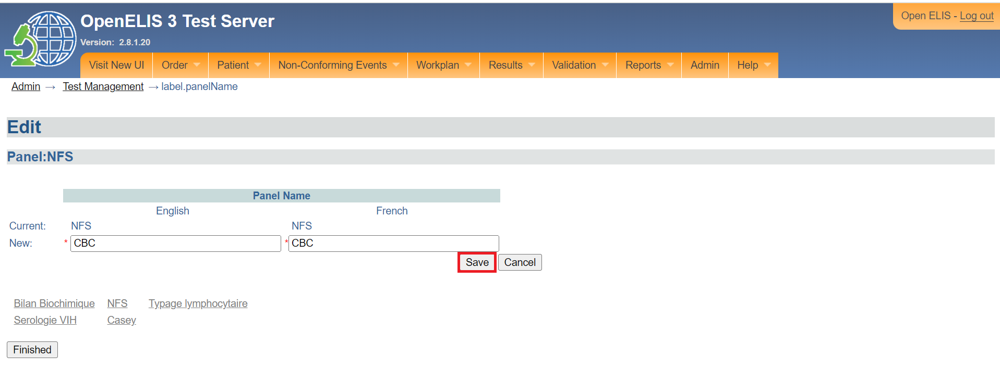 OpenELIS 3 Test Server
Open ELIS - Log out
Version: 2.8.1.20
Visit New UI Order Patient Non-Conforming Events Workplan Results Validation Reports Admin Help
Admin → Test Management → label.panelName
Edit
Panel:NFS
Panel Name
English French
Current: NFS NFS
New: * CBC * CBC
Save Cancel
Bilan Biochimique NFS Typage lymphocytaire
Serologie VIH Casey
Finished